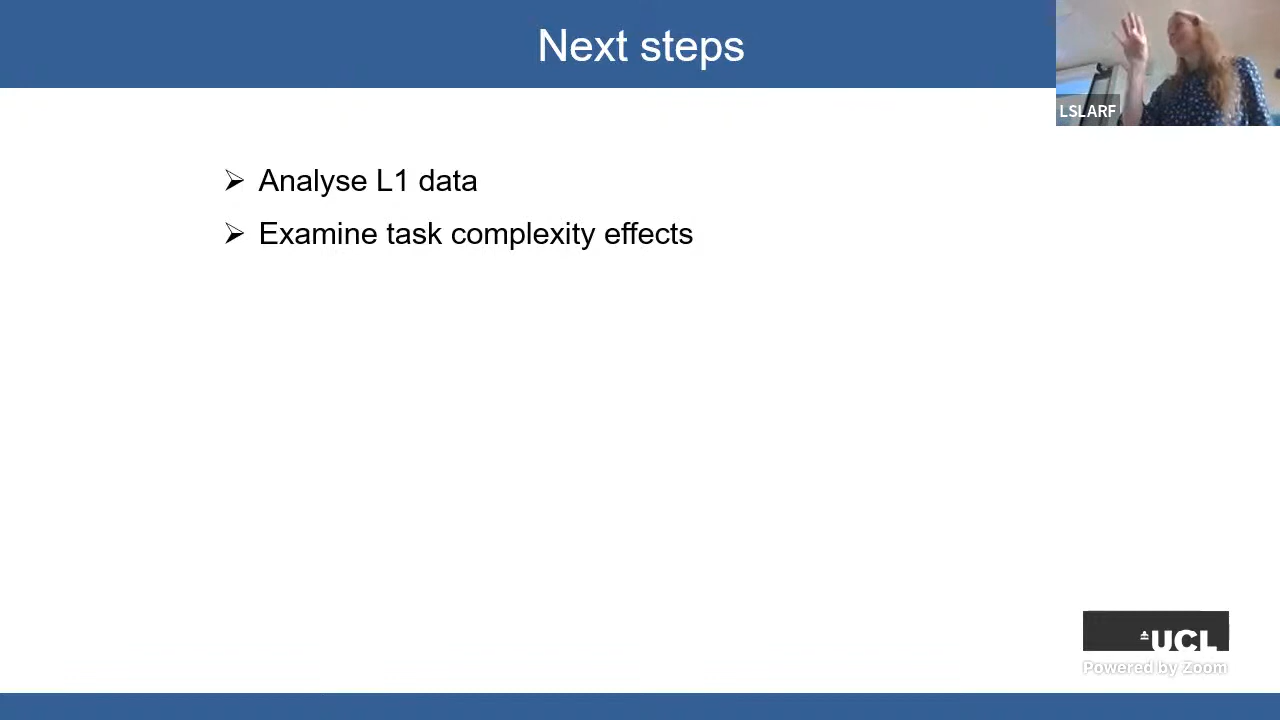 Next steps
LSLARF
Analyse L1 data
Examine task complexity effects
UCL
Powered by Zoom